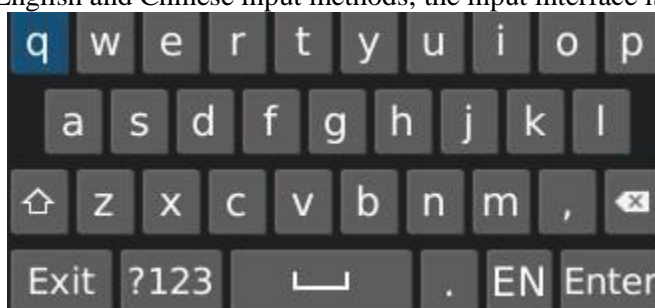 English and Chinese input methods, the input interface is
q w e r t y u i o p
a s d f g h j k l
z x c v b n m ,
Exit ?123 . EN Enter